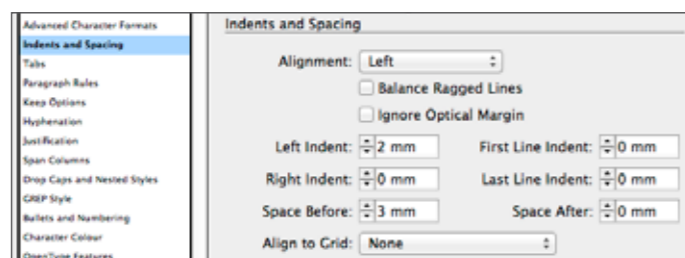 Advanced Character Formats
Indents and Spacing
Tabs
Paragraph Rules
Keep Options
Hyphenation
Justification
Span Columns
Drop Caps and Nested Styles
GREP Style
Bullets and Numbering
Character Colour
OpenType Features
Indents and Spacing
Alignment: Left
Balance Ragged Lines
Ignore Optical Margin
Left Indent: 2 mm First Line Indent: 0 mm
Right Indent: 0 mm Last Line Indent: 0 mm
Space Before: 3 mm Space After: 0 mm
Align to Grid: None